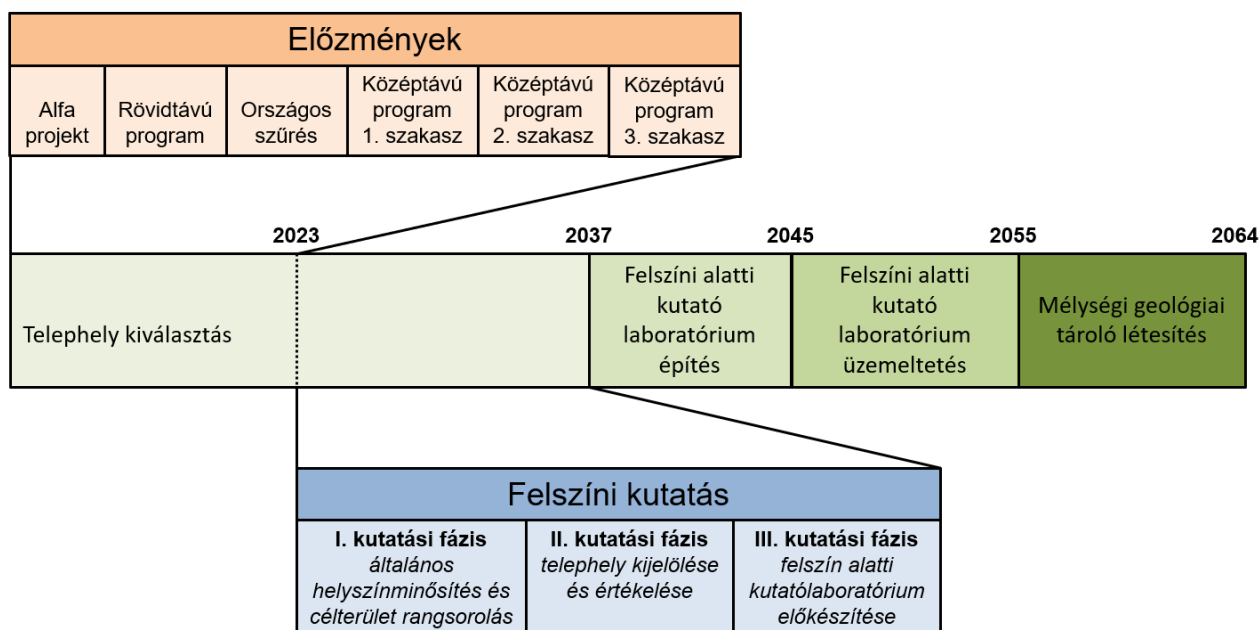 Előzmények
Alfa
projekt
Rövidtávú
program
Országos
szűrés
Középtávú
program
1. szakasz
Középtávú
program
2. szakasz
Középtávú
program
3. szakasz
2023
2037
2045
2055
2064
Telephely kiválasztás
Felszíni alatti
kutató
laboratórium
építés
Felszíni alatti
kutató
laboratórium
üzemeltetés
Mélységi geológiai
tároló létesítés
Felszíni kutatás
I. kutatási fázis
általános
helyszínminősítés és
célterület rangsorolás
II. kutatási fázis
telephely kijelölése
és értékelése
III. kutatási fázis
felszín alatti
kutatólaboratórium
előkészítése